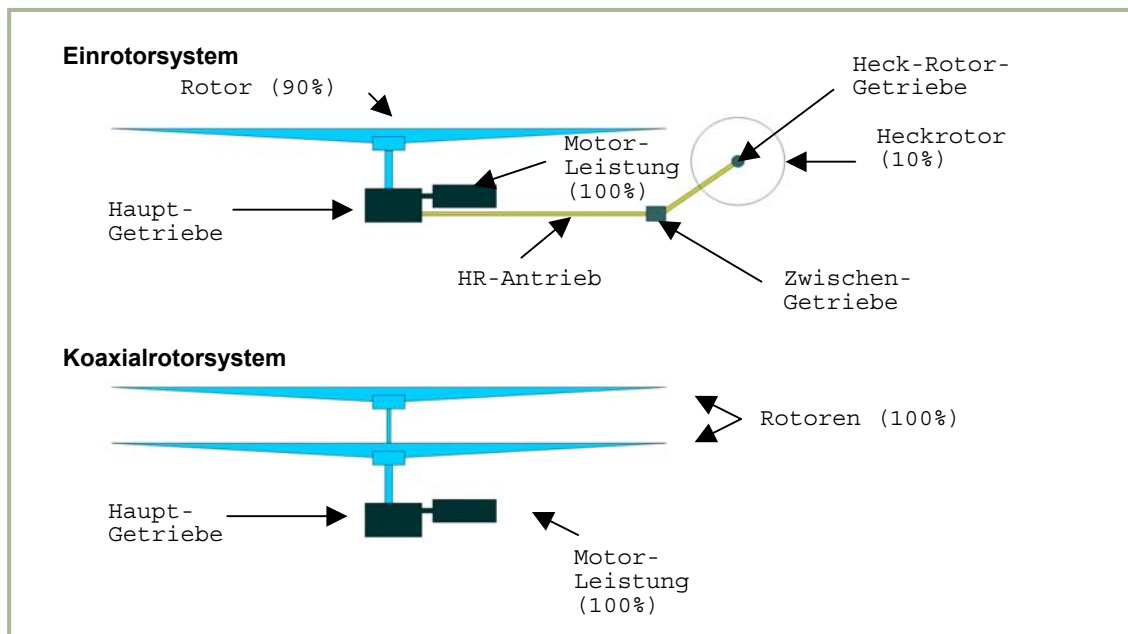 Einrotorsystem
Rotor (90%)
Heck-Rotor-
Getriebe
Motor-
Leistung
(100%)
Heckrotor
(10%)
Haupt-
Getriebe
HR-Antrieb
Zwischen-
Getriebe
Koaxialrotorsystem
Rotoren (100%)
Haupt-
Getriebe
Motor-
Leistung
(100%)